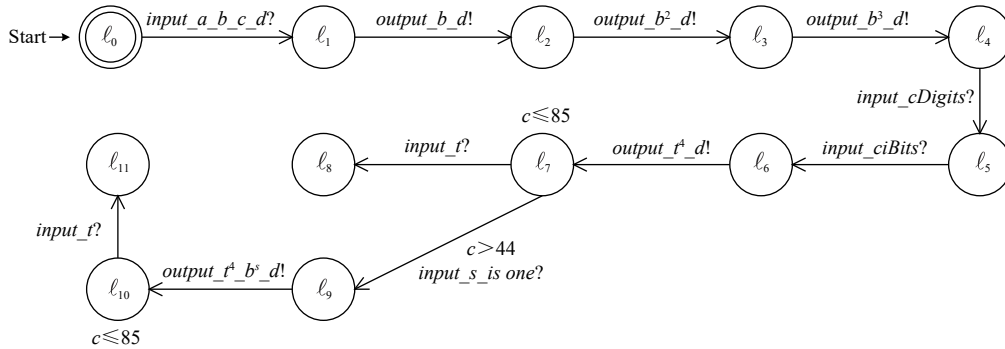 Start ℓ₀ input_a_b_c_d? ℓ₁ output_b_d! ℓ₂ output_b²_d! ℓ₃ output_b³_d! ℓ₄
input_cDigits?
c≤85
ℓ₁₁ ℓ₈ input_t? ℓ₇ output_t⁴_d! ℓ₆ input_ciBits? ℓ₅
input_t?
c>44
input_s_is one?
ℓ₁₀ output_t⁴_bˢ_d! ℓ₉
c≤85